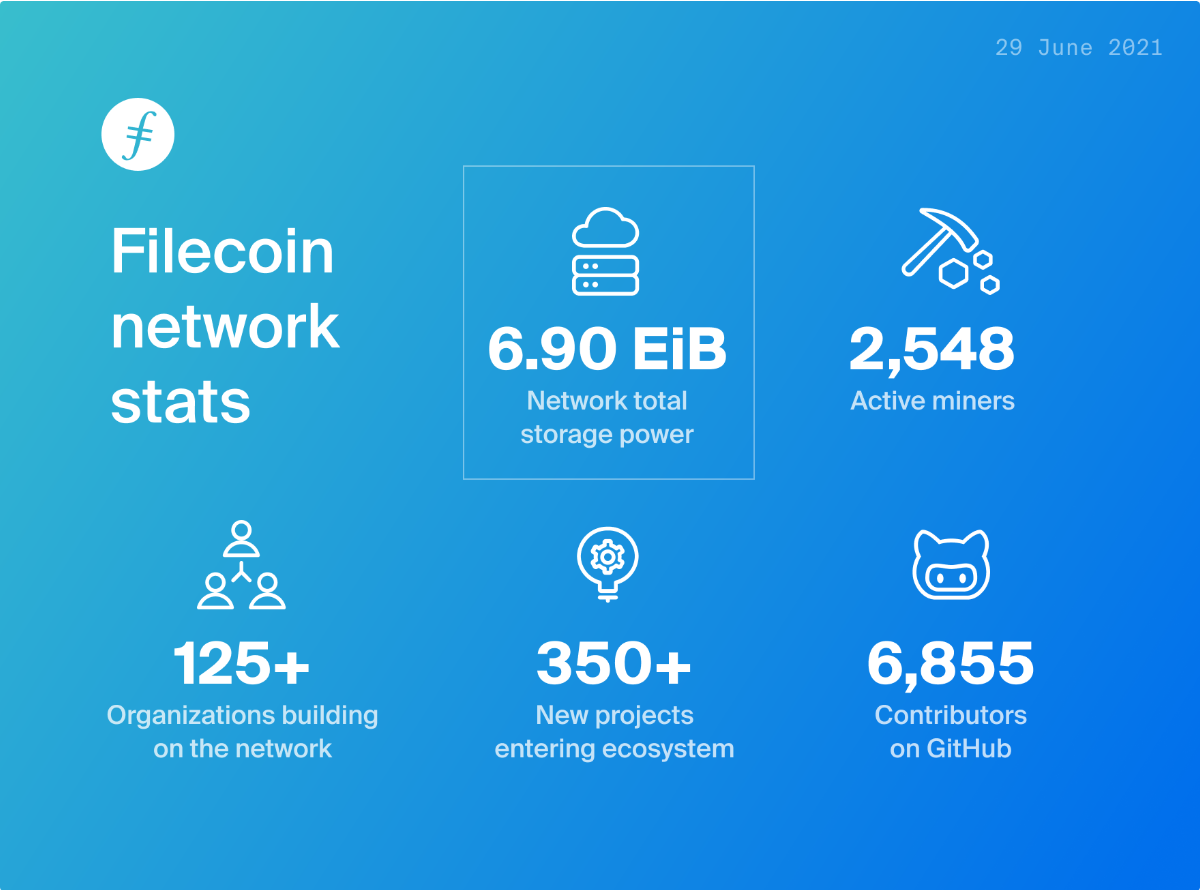 29 June 2021
Filecoin
network
stats
6.90 EiB
Network total
storage power
2,548
Active miners
125+
Organizations building
on the network
350+
New projects
entering ecosystem
6,855
Contributors
on GitHub